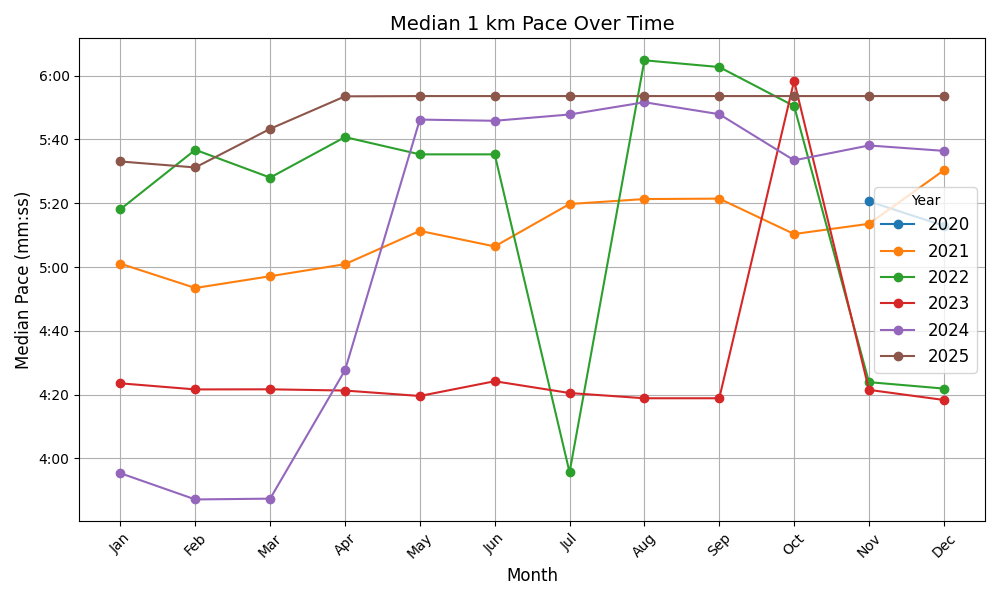 Median 1 km Pace Over Time
Median Pace (mm:ss)
6:00
5:40
5:20
5:00
4:40
4:20
4:00
Year
2020
2021
2022
2023
2024
2025
Jan
Feb
Mar
Apr
May
Jun
Jul
Aug
Sep
Oct
Nov
Dec
Month